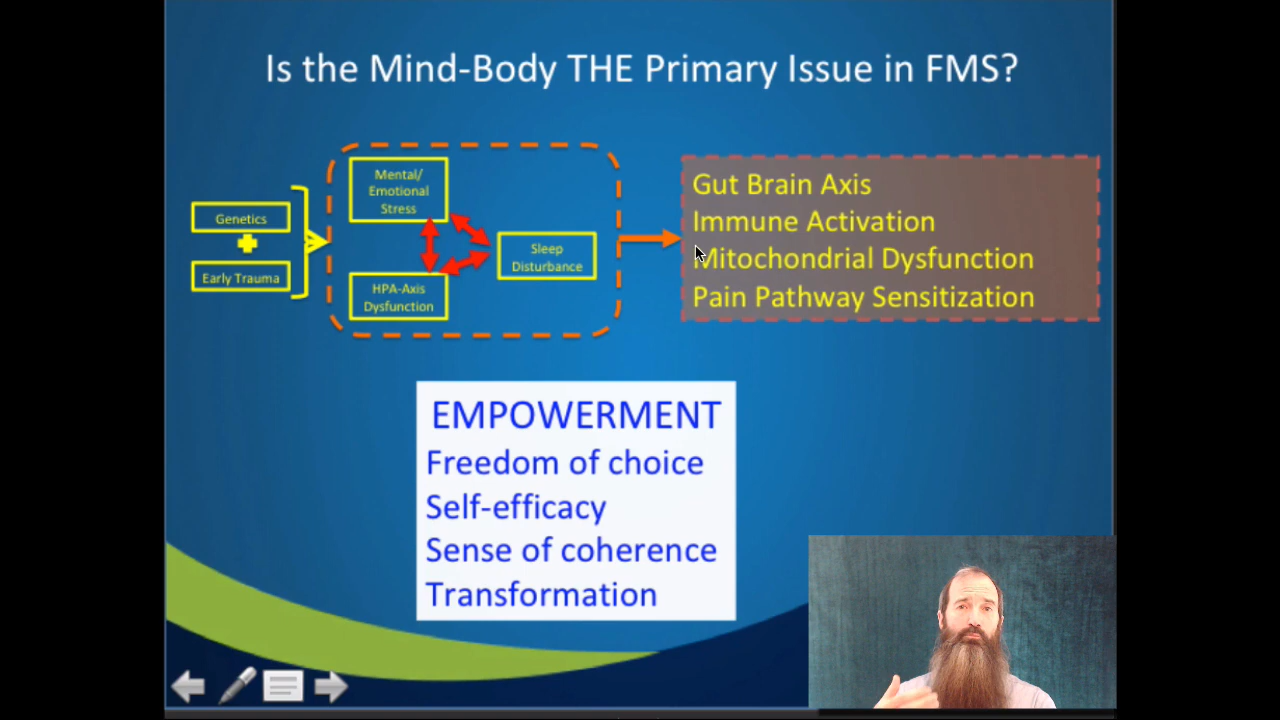 Is the Mind-Body THE Primary Issue in FMS?
Genetics
Early Trauma
Mental/
Emotional
Stress
HPA-Axis
Dysfunction
Sleep
Disturbance
Gut Brain Axis
Immune Activation
Mitochondrial Dysfunction
Pain Pathway Sensitization
EMPOWERMENT
Freedom of choice
Self-efficacy
Sense of coherence
Transformation